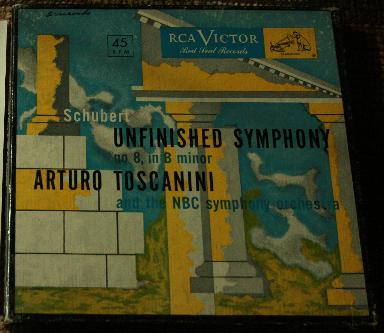 45
RPM
RCA VICTOR
Red Seal Records
Schubert
UNFINISHED SYMPHONY
no 8, in B minor
ARTURO TOSCANINI
and the NBC symphony orchestra